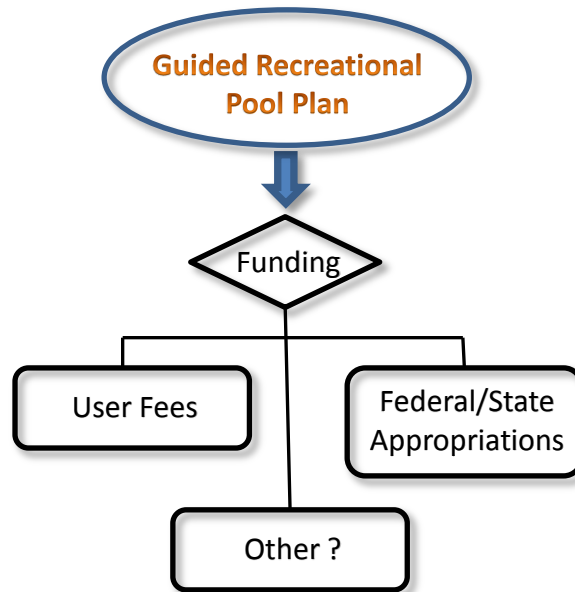 Guided Recreational
Pool Plan
Funding
User Fees
Federal/State
Appropriations
Other ?